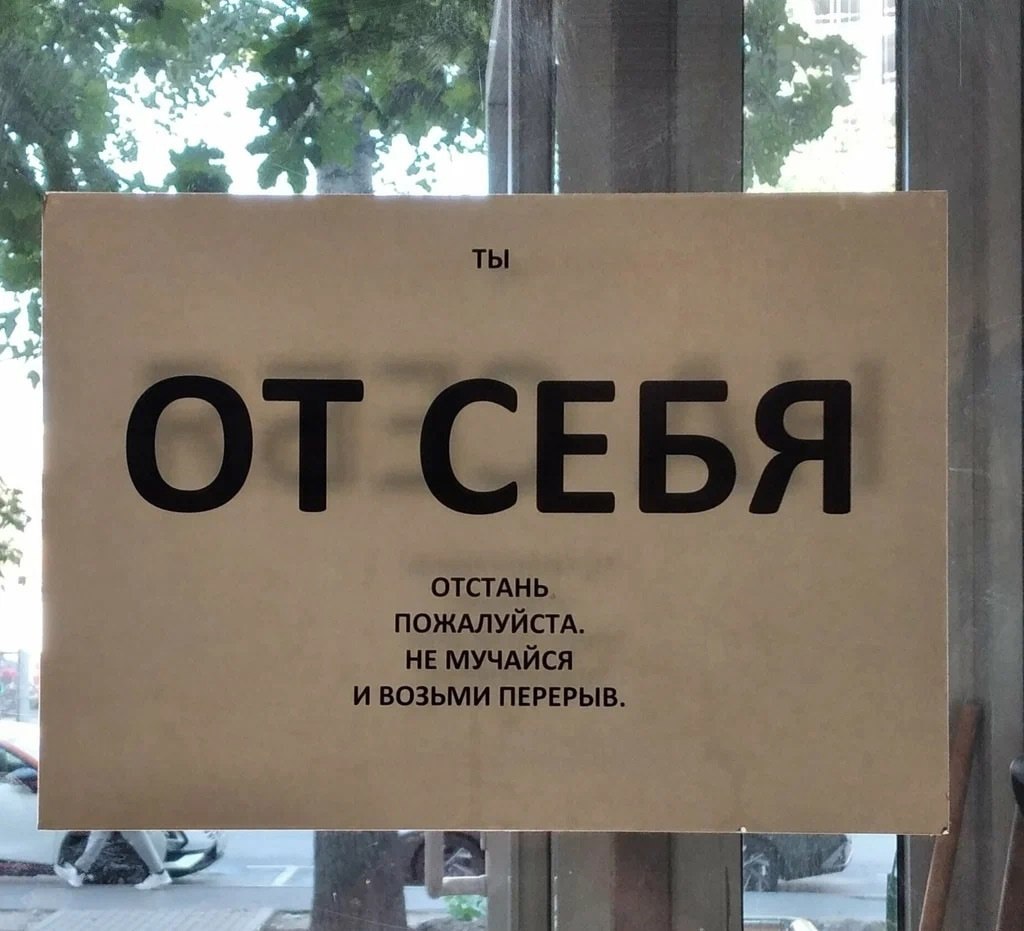 ТЫ
ОТ СЕБЯ
ОТСТАНЬ
ПОЖАЛУЙСТА.
НЕ МУЧАЙСЯ
И ВОЗЬМИ ПЕРЕРЫВ.